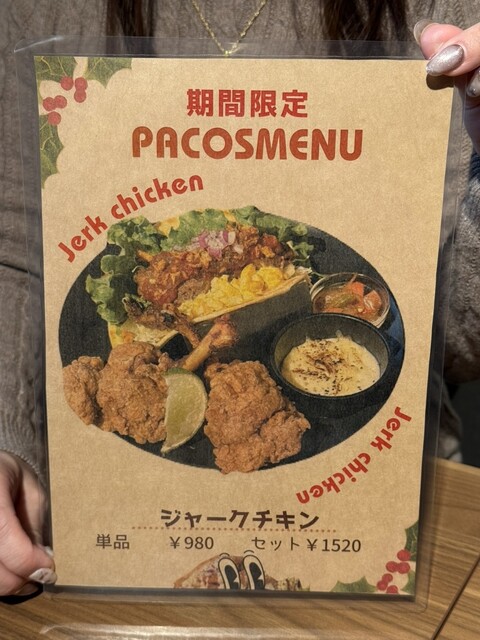 期間限定
PACOSMENU
Jerk chicken
Jerk chicken
ジャークチキン
単品 ￥980 セット￥1520